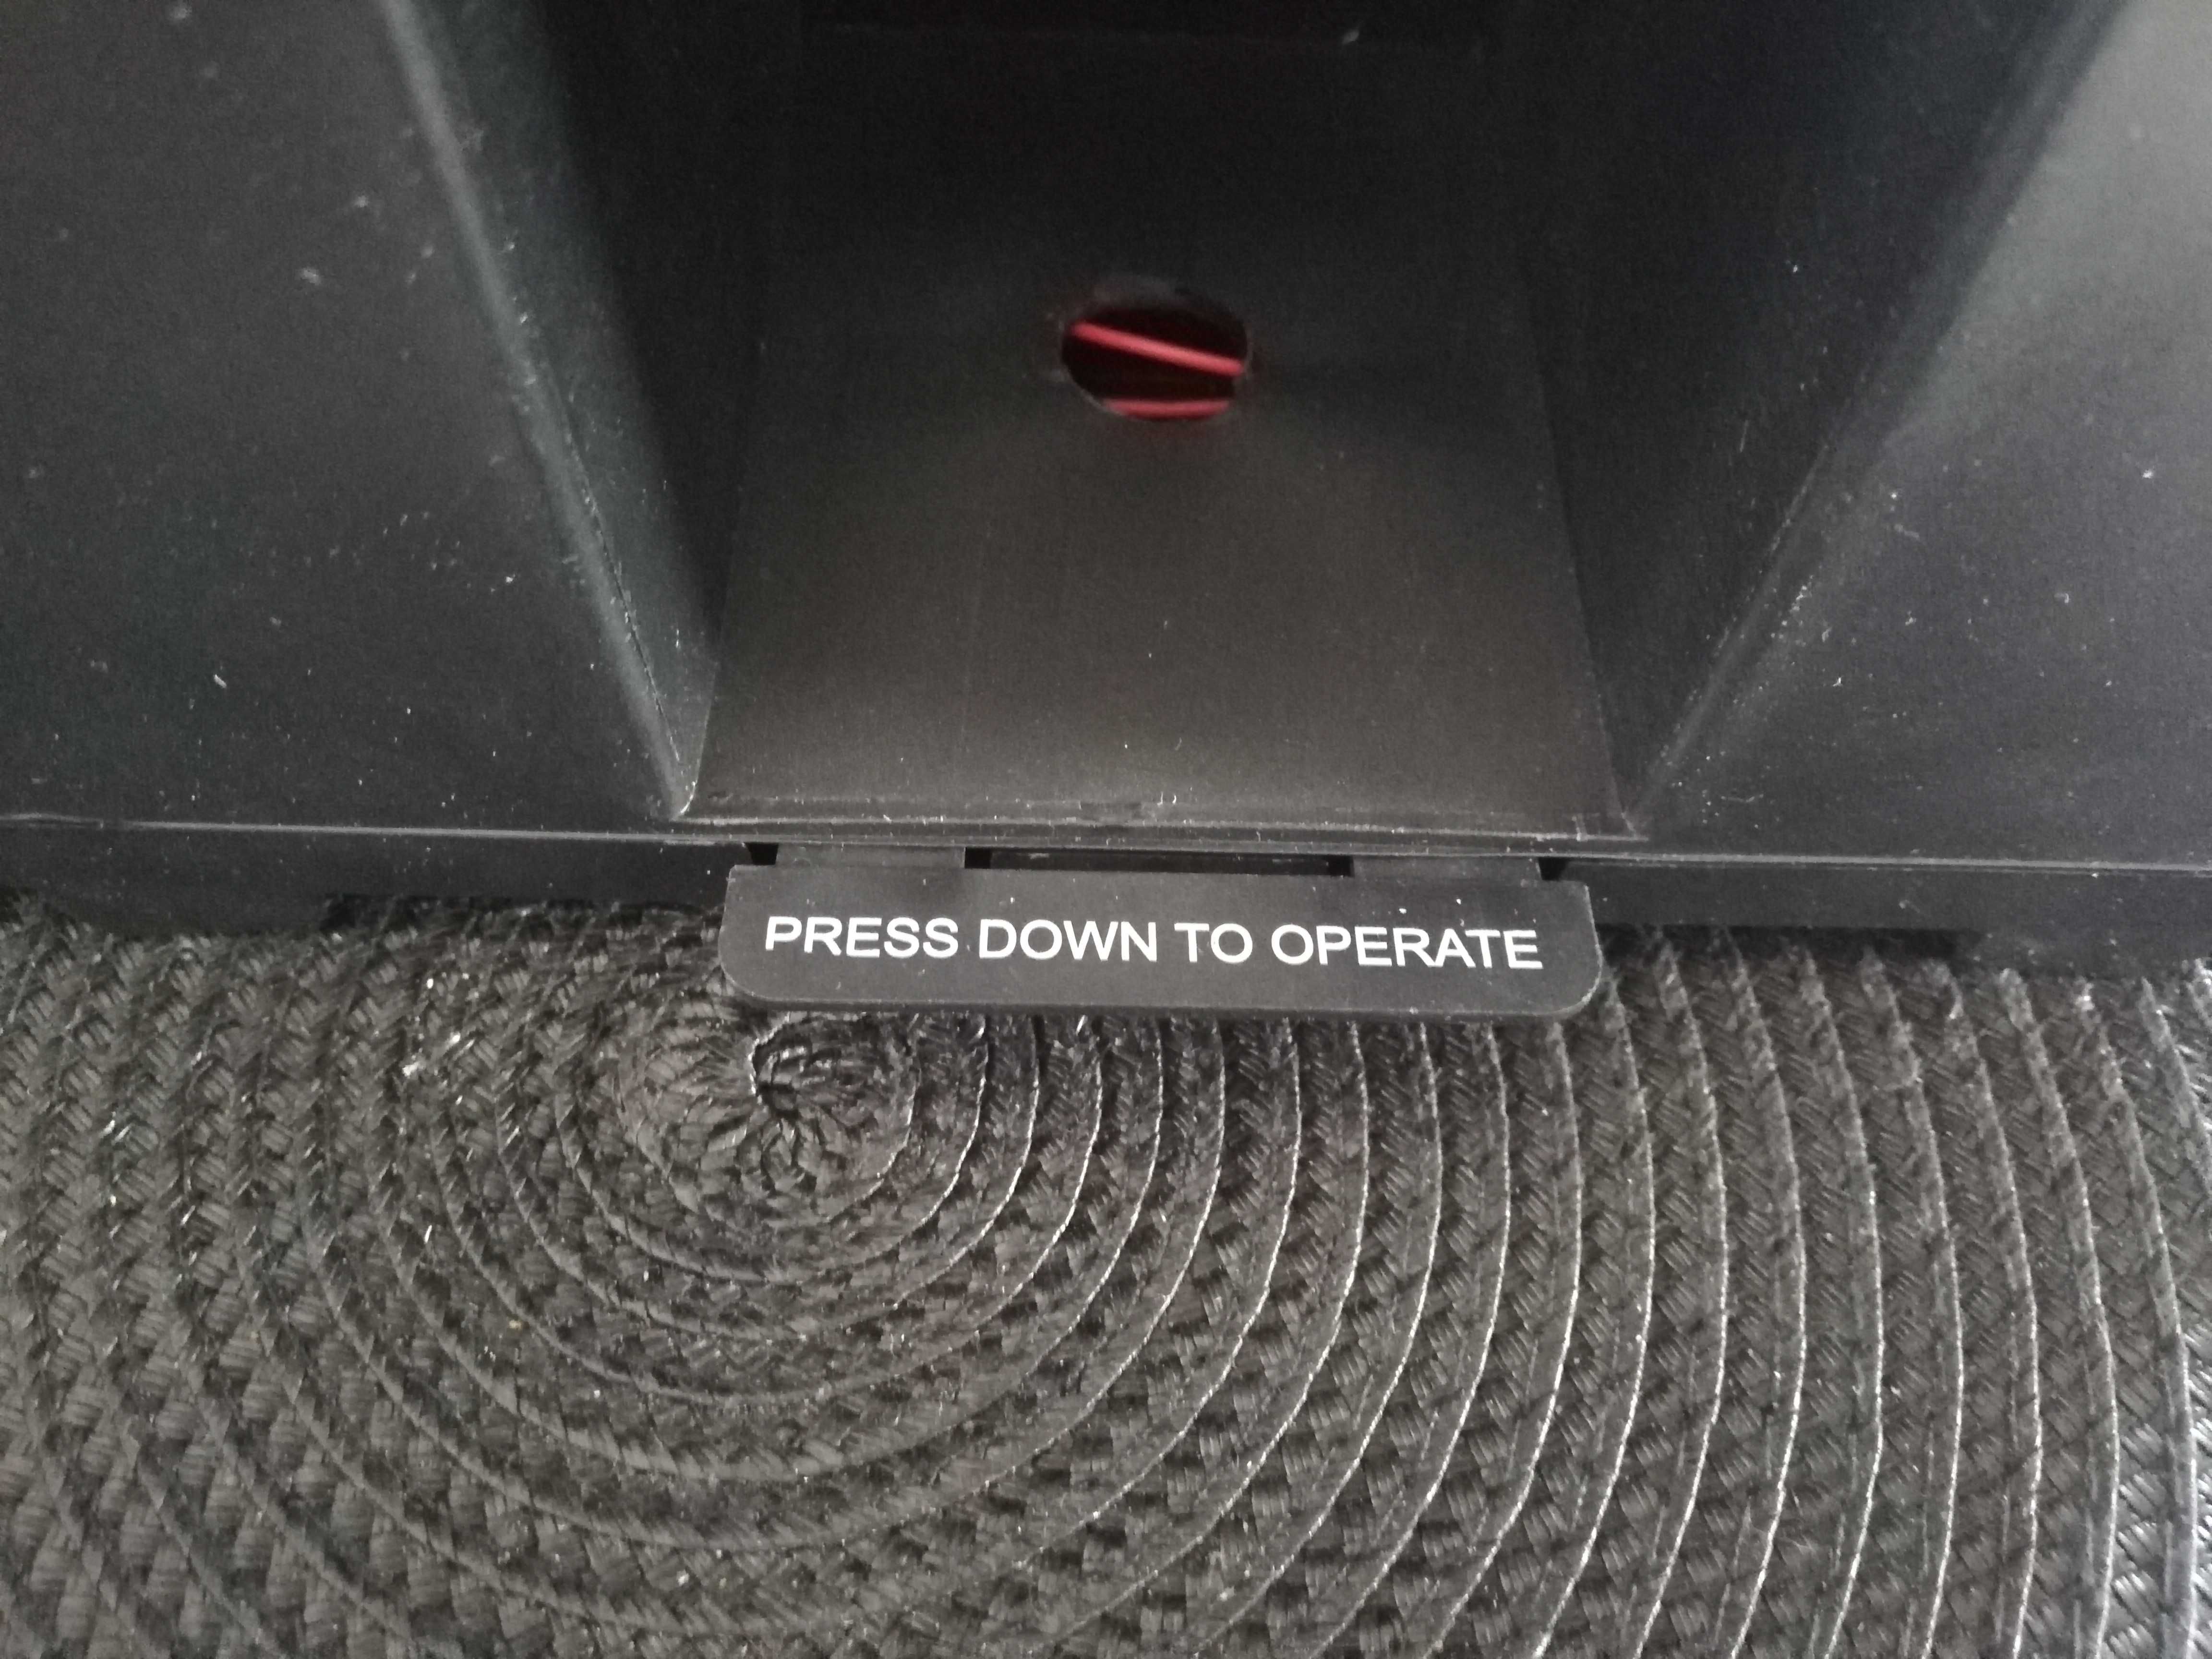 PRESS DOWN TO OPERATE